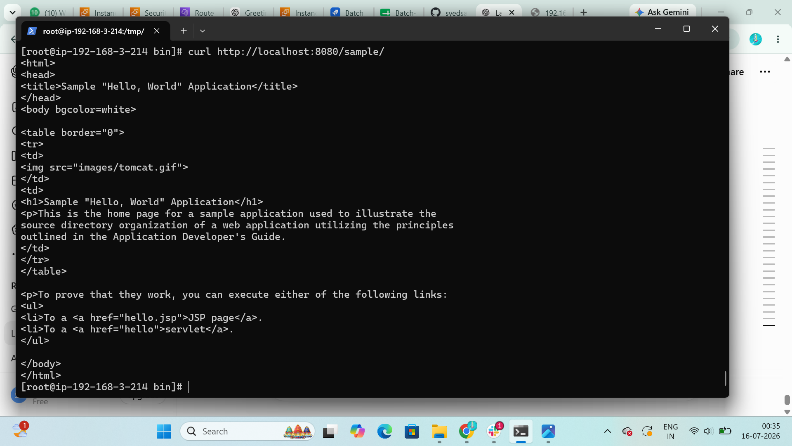 (10) W
Instan
Securi
Route
Greet
Instan
Batch
Batch-
syeds
La
192.1
Ask Gemini
root@ip-192-168-3-214:/tmp/
[root@ip-192-168-3-214 bin]# curl http://localhost:8080/sample/
<html>
<head>
<title>Sample "Hello, World" Application</title>
</head>
<body bgcolor=white>
<table border="0">
<tr>
<td>
<img src="images/tomcat.gif">
</td>
<td>
<h1>Sample "Hello, World" Application</h1>
<p>This is the home page for a sample application used to illustrate the
source directory organization of a web application utilizing the principles
outlined in the Application Developer's Guide.
</td>
</tr>
</table>
<p>To prove that they work, you can execute either of the following links:
<ul>
<li>To a <a href="hello.jsp">JSP page</a>.
<li>To a <a href="hello">servlet</a>.
</ul>
</body>
</html>
[root@ip-192-168-3-214 bin]#
are
Free
1
Search
1
ENG
IN
00:35
16-07-2026